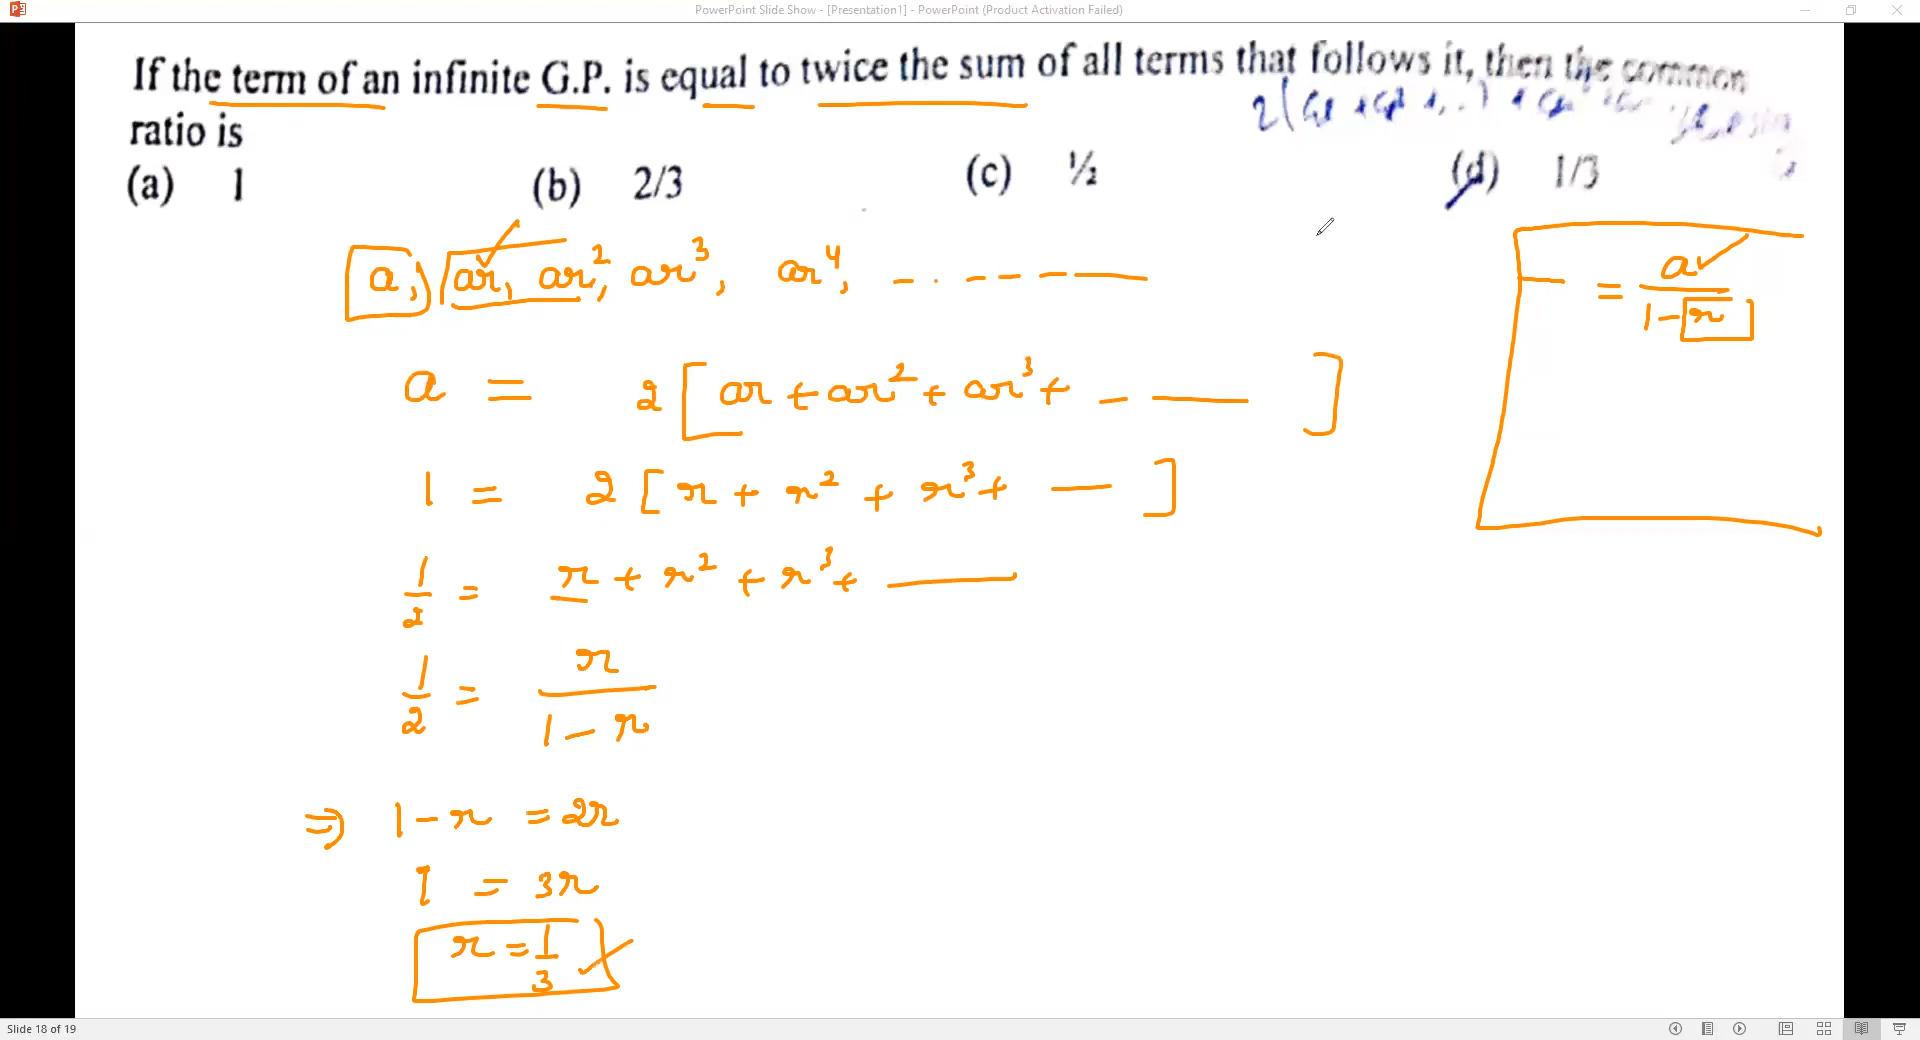 PowerPoint Slide Show - [Presentation1] - PowerPoint (Product Activation Failed)
If the term of an infinite G.P. is equal to twice the sum of all terms that follows it, then the common
ratio is
(a) 1 (b) 2/3 (c) ½ (d) 1/3
a, ar, ar², ar³, ar⁴, ........
= a/(1-r)
a = 2[ar + ar² + ar³ + ---]
1 = 2[r + r² + r³ + —]
1/2 = r + r² + r³ + ——
1/2 = r/(1-r)
⇒ 1-r = 2r
1 = 3r
r = 1/3
Slide 18 of 19